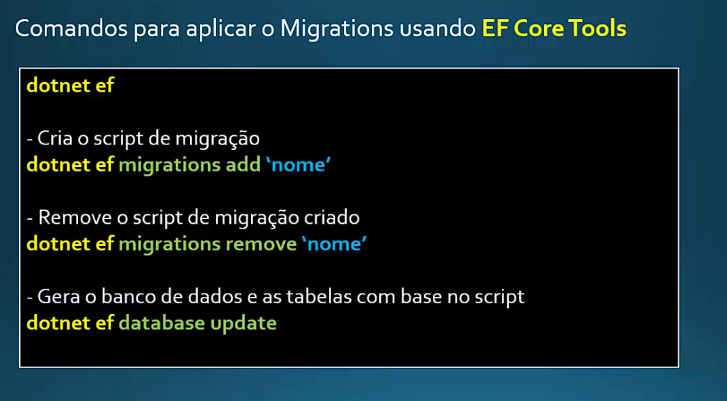 Comandos para aplicar o Migrations usando EF Core Tools
dotnet ef
- Cria o script de migração
dotnet ef migrations add ‘nome’
- Remove o script de migração criado
dotnet ef migrations remove ‘nome’
- Gera o banco de dados e as tabelas com base no script
dotnet ef database update